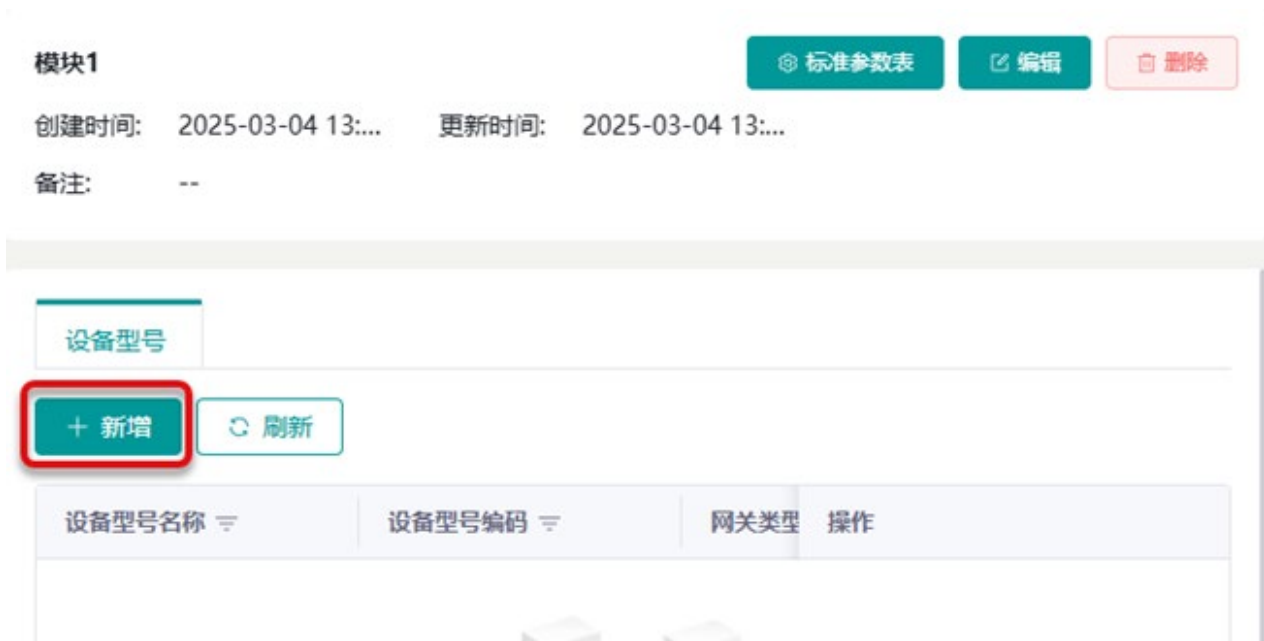 模块1 标准参数表 编辑 删除
创建时间: 2025-03-04 13:... 更新时间: 2025-03-04 13:...
备注: --
设备型号
新增 刷新
设备型号名称 设备型号编码 网关类型 操作